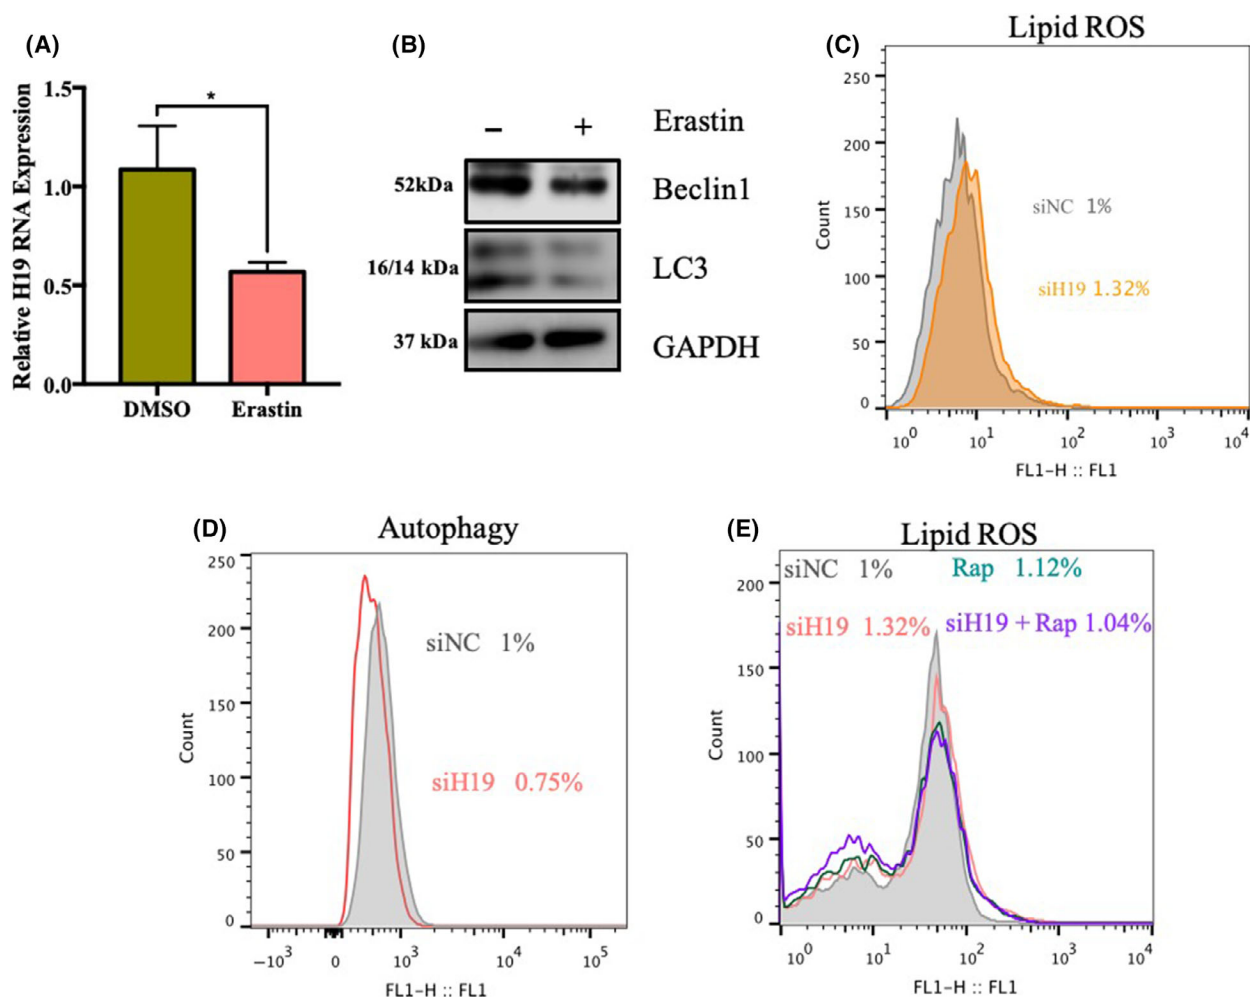 (A)
Relative H19 RNA Expression
1.5
1.0
0.5
0.0
*
DMSO
Erastin
(B)
− + Erastin
52kDa Beclin1
16/14 kDa LC3
37 kDa GAPDH
(C)
Lipid ROS
Count
250
200
150
100
50
0
siNC 1%
siH19 1.32%
10^0 10^1 10^2 10^3 10^4
FL1-H :: FL1
(D)
Autophagy
Count
250
200
150
100
50
0
siNC 1%
siH19 0.75%
−10^3 0 10^3 10^4 10^5
FL1-H :: FL1
(E)
Lipid ROS
siNC 1% Rap 1.12%
siH19 1.32% siH19 + Rap 1.04%
Count
200
150
100
50
0
10^0 10^1 10^2 10^3 10^4
FL1-H :: FL1